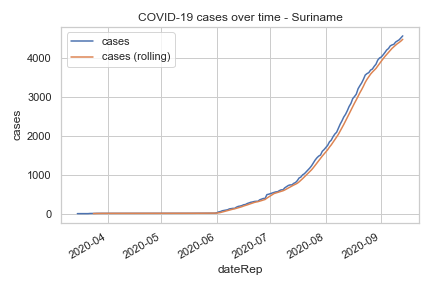 COVID-19 cases over time - Suriname
cases
cases (rolling)
4000
3000
2000
1000
0
cases
2020-04
2020-05
2020-06
2020-07
2020-08
2020-09
dateRep